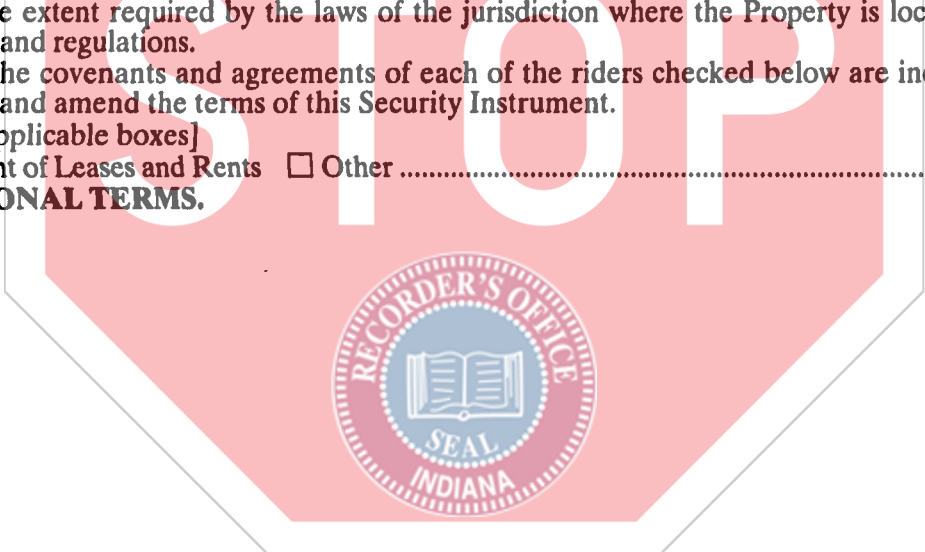 e extent required by the laws of the jurisdiction where the Property is loc
and regulations.
he covenants and agreements of each of the riders checked below are in
and amend the terms of this Security Instrument.
pplicable boxes]
nt of Leases and Rents ☐ Other ........................................................................
ONAL TERMS.
STOP
RECORDER'S OFFICE
SEAL
INDIANA